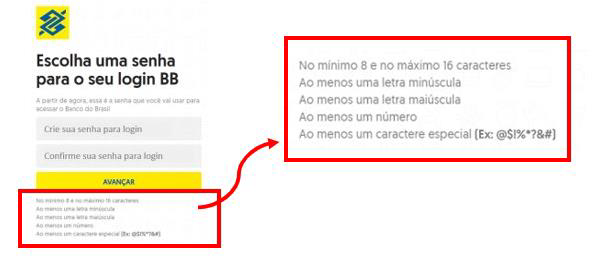 Escolha uma senha
para o seu login BB
A partir de agora, essa é a senha que você vai usar para
acessar o Banco do Brasil
Crie sua senha para login
Confirme sua senha para login
AVANÇAR
No mínimo 8 e no máximo 16 caracteres
Ao menos uma letra minúscula
Ao menos uma letra maiúscula
Ao menos um número
Ao menos um caractere especial (Ex: @$!%*?&#)
No mínimo 8 e no máximo 16 caracteres
Ao menos uma letra minúscula
Ao menos uma letra maiúscula
Ao menos um número
Ao menos um caractere especial (Ex: @$!%*?&#)